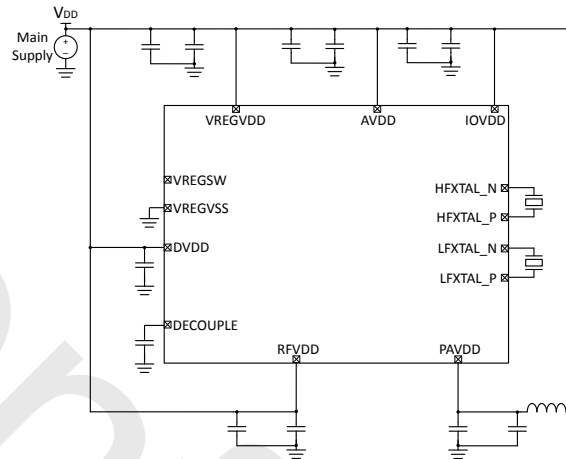 VDD
Main
Supply
VREGVDD
AVDD
IOVDD
VREGSW
HFXTAL_N
VREGVSS
HFXTAL_P
DVDD
LFXTAL_N
LFXTAL_P
DECOUPLE
RFVDD
PAVDD